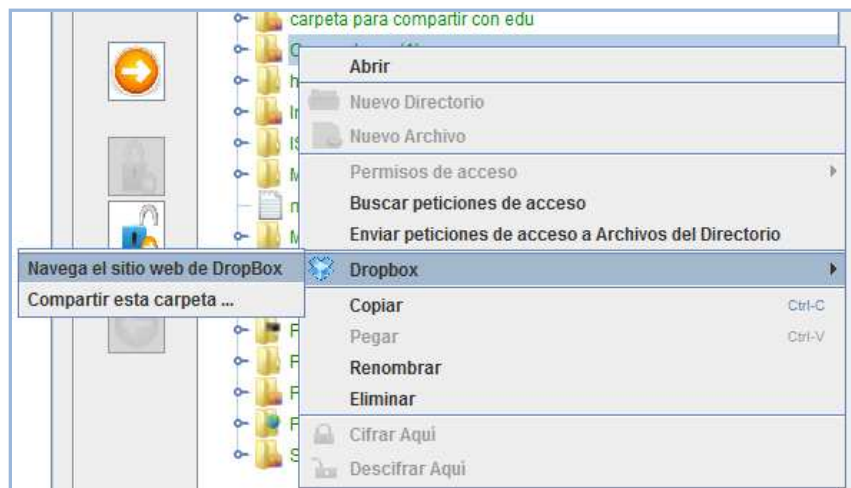 carpeta para compartir con edu
Abrir
Nuevo Directorio
Nuevo Archivo
Permisos de acceso
Buscar peticiones de acceso
Enviar peticiones de acceso a Archivos del Directorio
Navega el sitio web de DropBox
Dropbox
Compartir esta carpeta ...
Copiar Ctrl-C
Pegar Ctrl-V
Renombrar
Eliminar
Cifrar Aqui
Descifrar Aqui